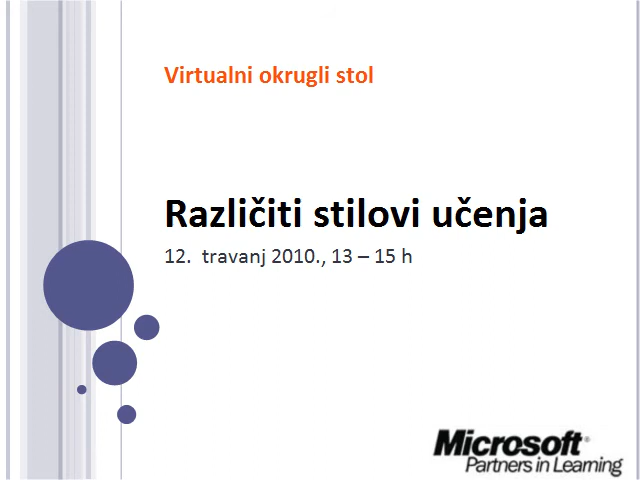 Virtualni okrugli stol
Različiti stilovi učenja
12. travanj 2010., 13 – 15 h
Microsoft®
Partners in Learning